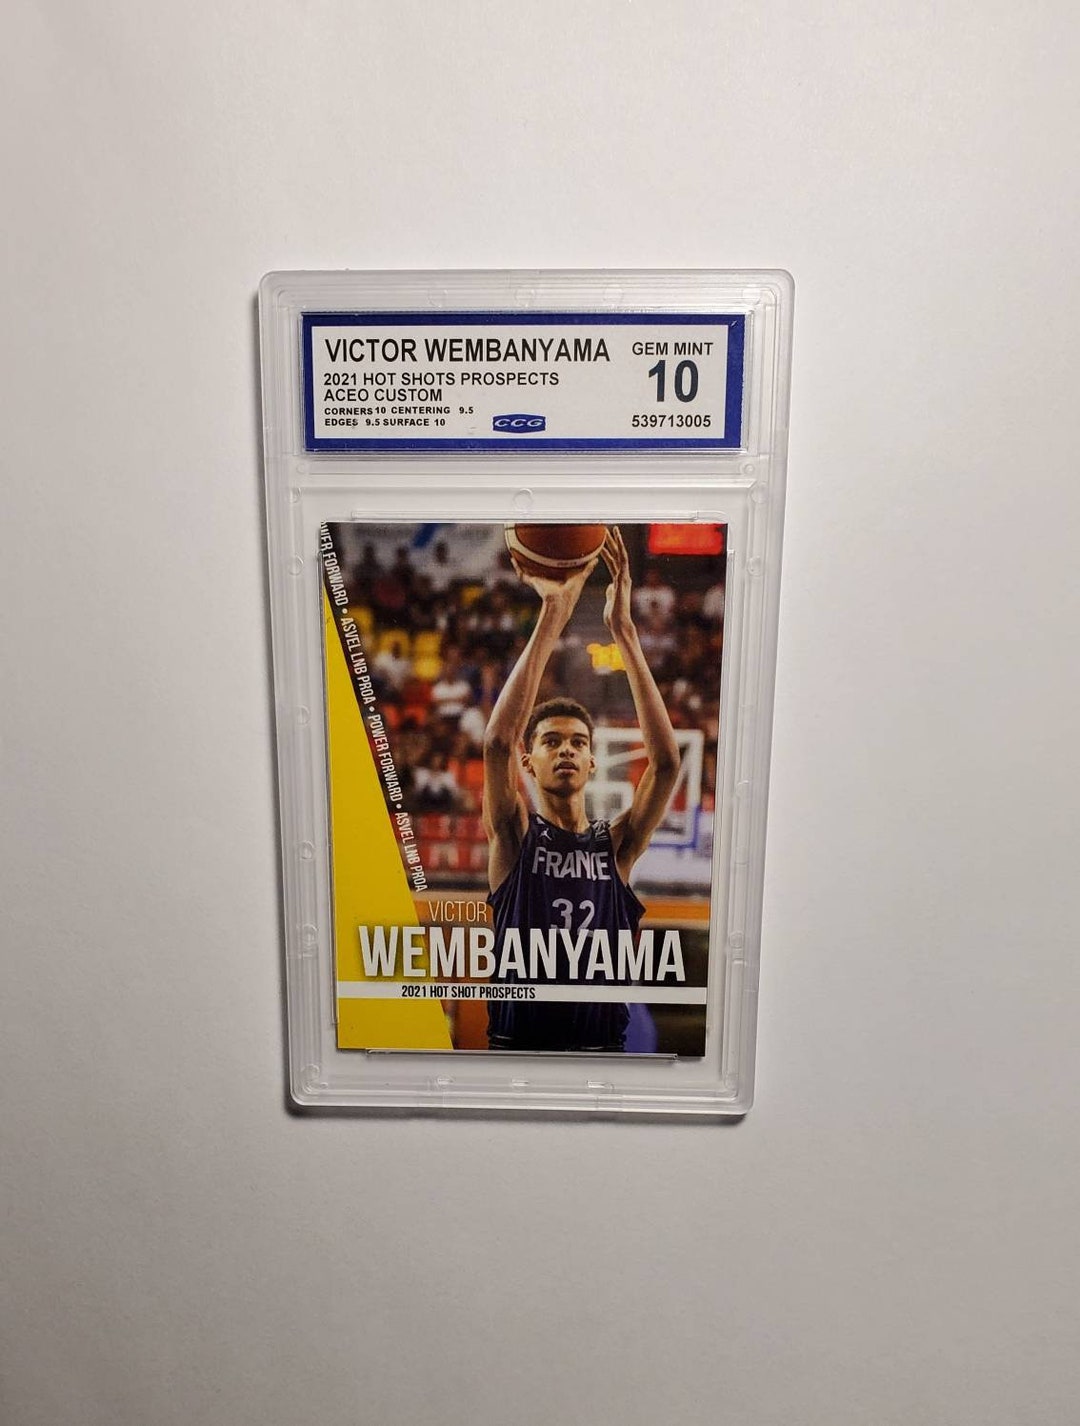 VICTOR WEMBANYAMA
GEM MINT
2021 HOT SHOTS PROSPECTS
10
ACEO CUSTOM
CORNERS 10 CENTERING 9.5
EDGES 9.5 SURFACE 10
CCG
539713005
POWER FORWARD • ASVEL LNB PROA • POWER FORWARD • ASVEL LNB PROA
FRANCE
32
VICTOR
WEMBANYAMA
2021 HOT SHOT PROSPECTS